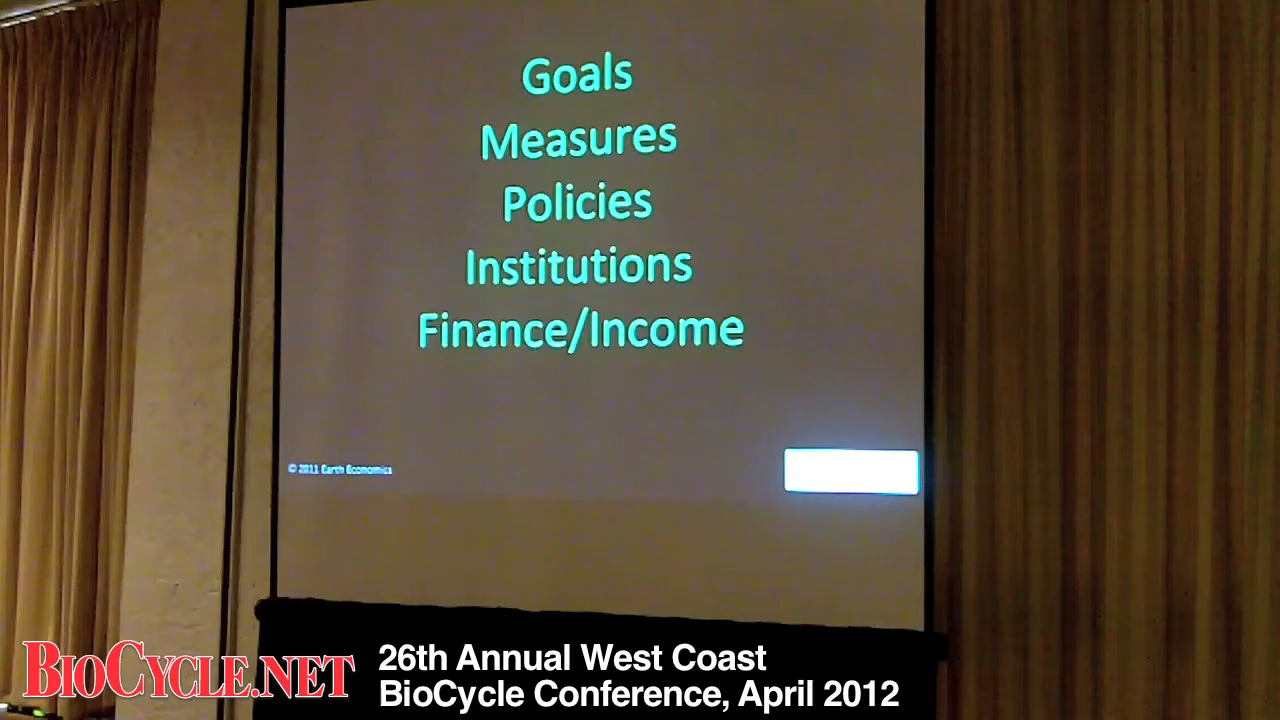 Goals
Measures
Policies
Institutions
Finance/Income
© 2011 Earth Economics
BIOCYCLE.NET
26th Annual West Coast
BioCycle Conference, April 2012